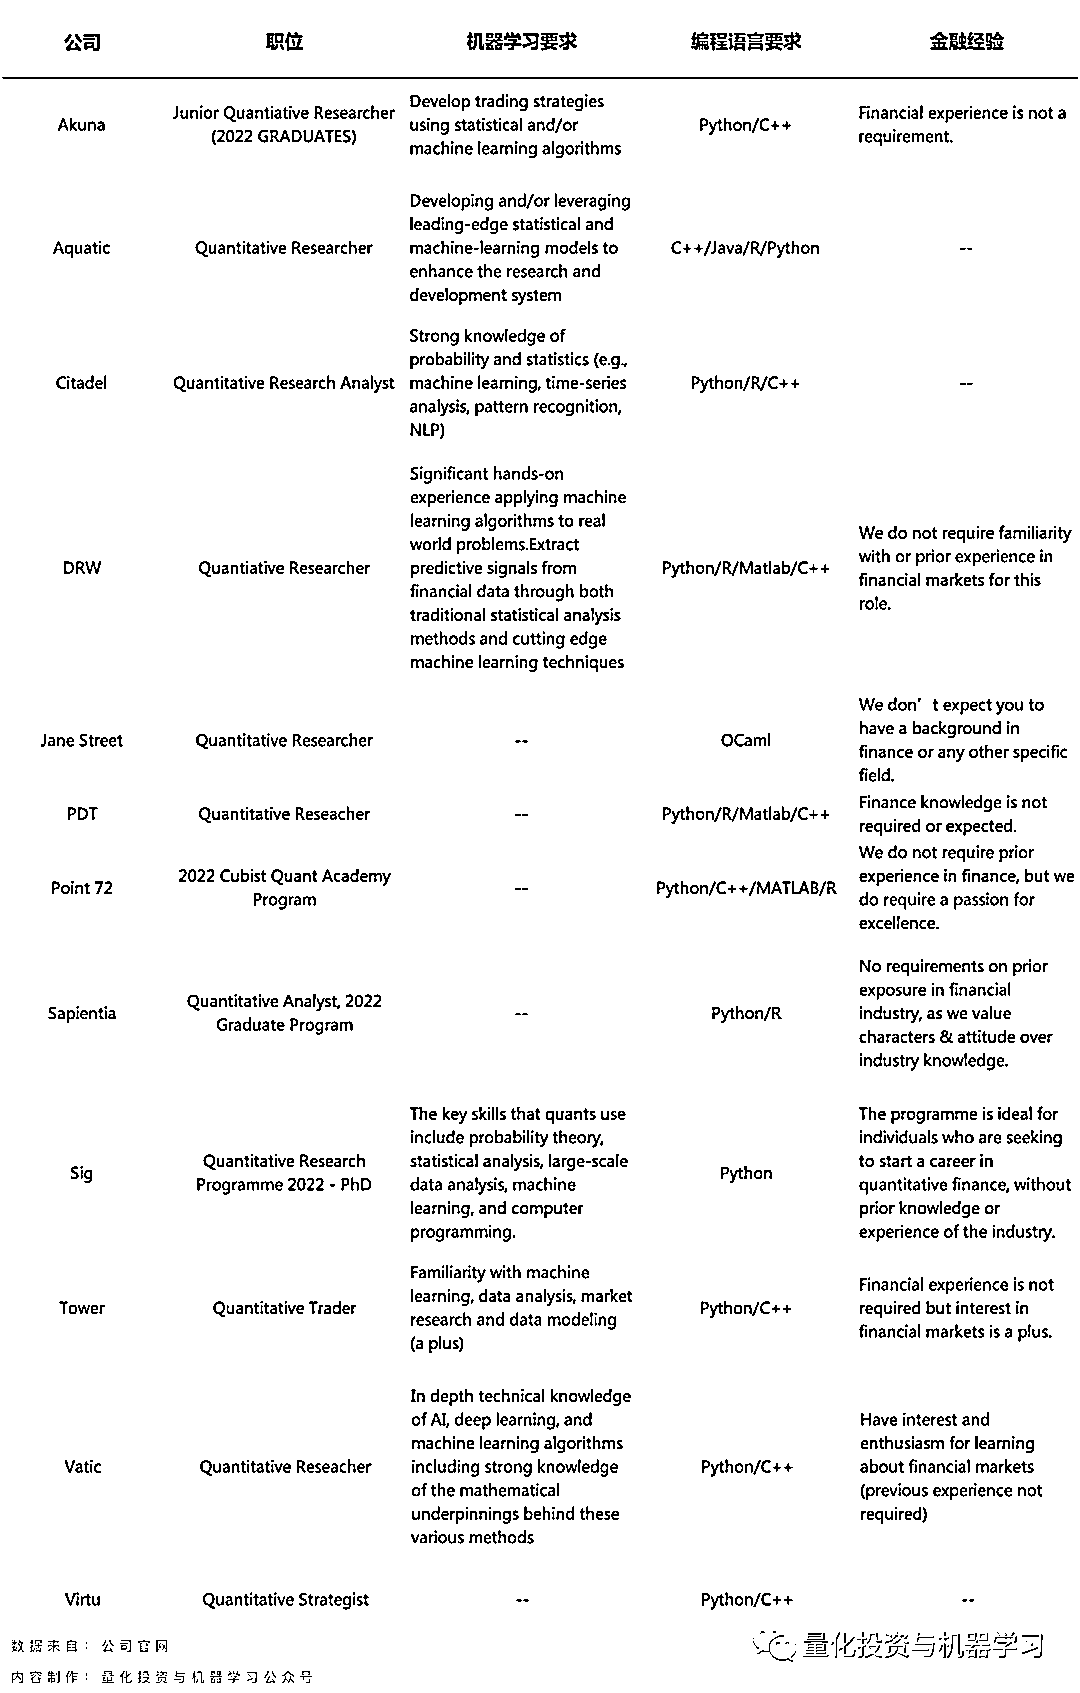 公司 职位 机器学习要求 编程语言要求 金融经验
Akuna
Junior Quantiative Researcher
(2022 GRADUATES)
Develop trading strategies
using statistical and/or
machine learning algorithms
Python/C++
Financial experience is not a
requirement.
Aquatic
Quantitative Researcher
Developing and/or leveraging
leading-edge statistical and
machine-learning models to
enhance the research and
development system
C++/Java/R/Python
--
Citadel
Quantitative Research Analyst
Strong knowledge of
probability and statistics (e.g.,
machine learning, time-series
analysis, pattern recognition,
NLP)
Python/R/C++
--
DRW
Quantiative Researcher
Significant hands-on
experience applying machine
learning algorithms to real
world problems.Extract
predictive signals from
financial data through both
traditional statistical analysis
methods and cutting edge
machine learning techniques
Python/R/Matlab/C++
We do not require familiarity
with or prior experience in
financial markets for this
role.
Jane Street
Quantitative Researcher
--
OCaml
We don’t expect you to
have a background in
finance or any other specific
field.
PDT
Quantitative Reseacher
--
Python/R/Matlab/C++
Finance knowledge is not
required or expected.
Point 72
2022 Cubist Quant Academy
Program
--
Python/C++/MATLAB/R
We do not require prior
experience in finance, but we
do require a passion for
excellence.
Sapientia
Quantitative Analyst, 2022
Graduate Program
--
Python/R
No requirements on prior
exposure in financial
industry, as we value
characters & attitude over
industry knowledge.
Sig
Quantitative Research
Programme 2022 - PhD
The key skills that quants use
include probability theory,
statistical analysis, large-scale
data analysis, machine
learning, and computer
programming.
Python
The programme is ideal for
individuals who are seeking
to start a career in
quantitative finance, without
prior knowledge or
experience of the industry.
Tower
Quantitative Trader
Familiarity with machine
learning, data analysis, market
research and data modeling
(a plus)
Python/C++
Financial experience is not
required but interest in
financial markets is a plus.
Vatic
Quantitative Reseacher
In depth technical knowledge
of AI, deep learning, and
machine learning algorithms
including strong knowledge
of the mathematical
underpinnings behind these
various methods
Python/C++
Have interest and
enthusiasm for learning
about financial markets
(previous experience not
required)
Virtu
Quantitative Strategist
--
Python/C++
--
数据来自：公司官网
量化投资与机器学习
内容制作：量化投资与机器学习公众号